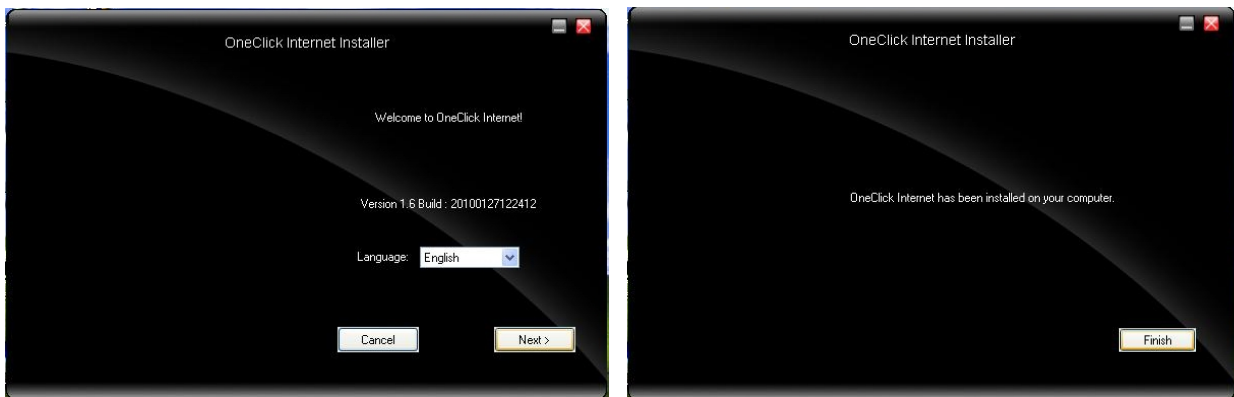 OneClick Internet Installer
Welcome to OneClick Internet!
Version 1.6 Build : 20100127122412
Language: English
Cancel Next >
OneClick Internet Installer
OneClick Internet has been installed on your computer.
Finish